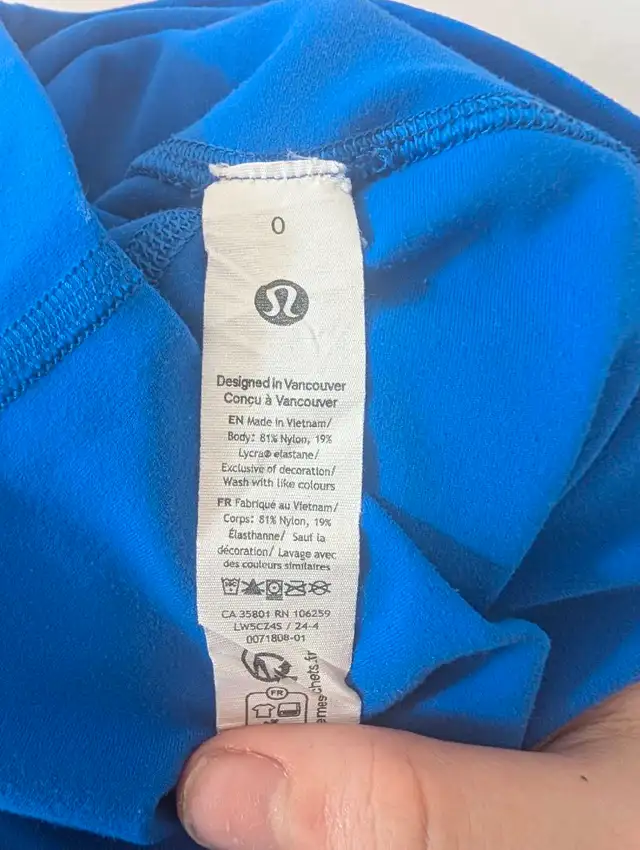 0
Designed in Vancouver
Conçu à Vancouver
EN Made in Vietnam/
Body: 81% Nylon, 19%
Lycra® elastane/
Exclusive of decoration/
Wash with like colours
FR Fabriqué au Vietnam/
Corps: 81% Nylon, 19%
Élasthanne/ Sauf la
décoration/ Lavage avec
des couleurs similaires
CA 35801 RN 106259
LW5CZ4S / 24-4
0071808-01
FR
emeschets.fr